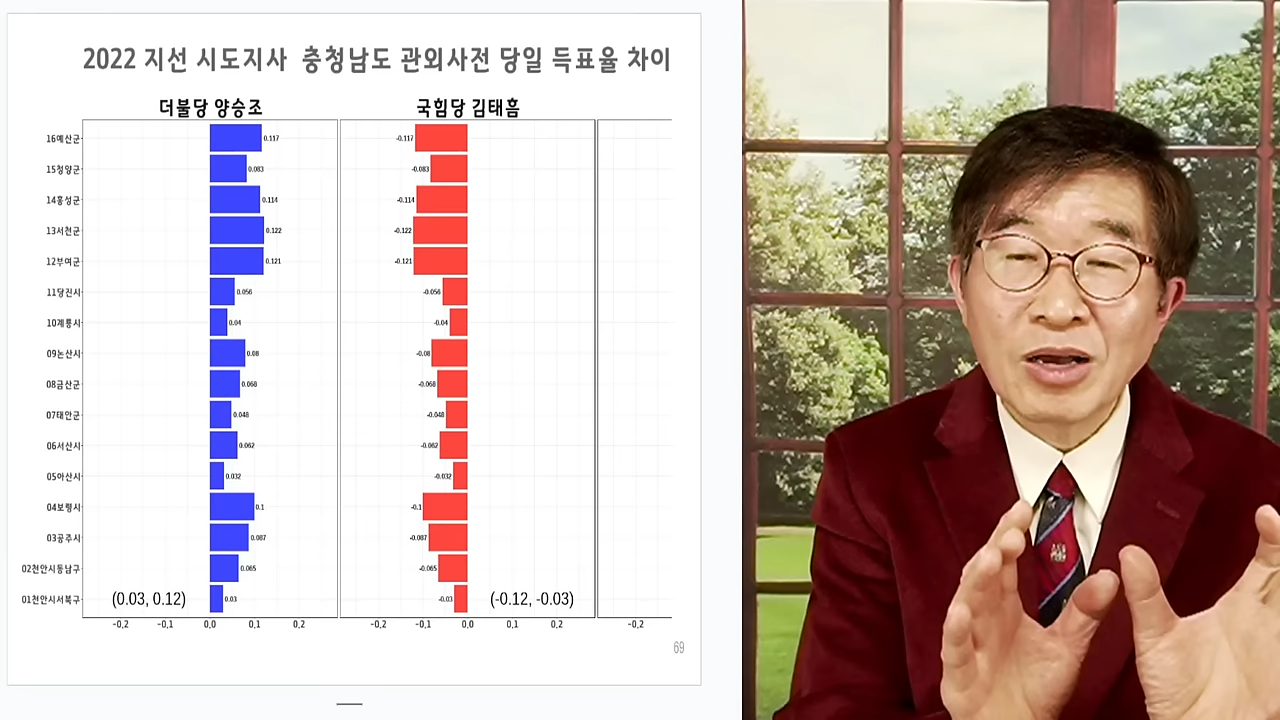 2022 지선 시도지사 충청남도 관외사전 당일 득표율 차이
더불당 양승조 국힘당 김태흠
16예산군 0.117 -0.117
15청양군 0.083 -0.083
14홍성군 0.114 -0.114
13서천군 0.122 -0.122
12부여군 0.121 -0.121
11당진시 0.056 -0.056
10계룡시 0.04 -0.04
09논산시 0.08 -0.08
08금산군 0.068 -0.068
07태안군 0.048 -0.048
06서산시 0.062 -0.062
05아산시 0.032 -0.032
04보령시 0.1 -0.1
03공주시 0.087 -0.087
02천안시동남구 0.065 -0.065
01천안시서북구 (0.03, 0.12) 0.03 -0.03 (-0.12, -0.03)
-0,2 -0,1 0,0 0,1 0,2 -0,2 -0,1 0,0 0,1 0,2 -0,2
69